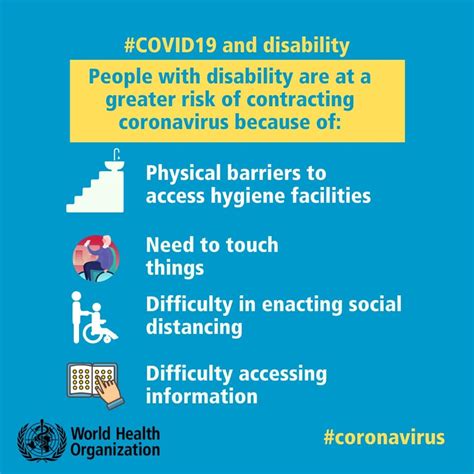 #COVID19 and disability
People with disability are at a
greater risk of contracting
coronavirus because of:
Physical barriers to
access hygiene facilities
Need to touch
things
Difficulty in enacting social
distancing
Difficulty accessing
information
World Health
Organization
#coronavirus